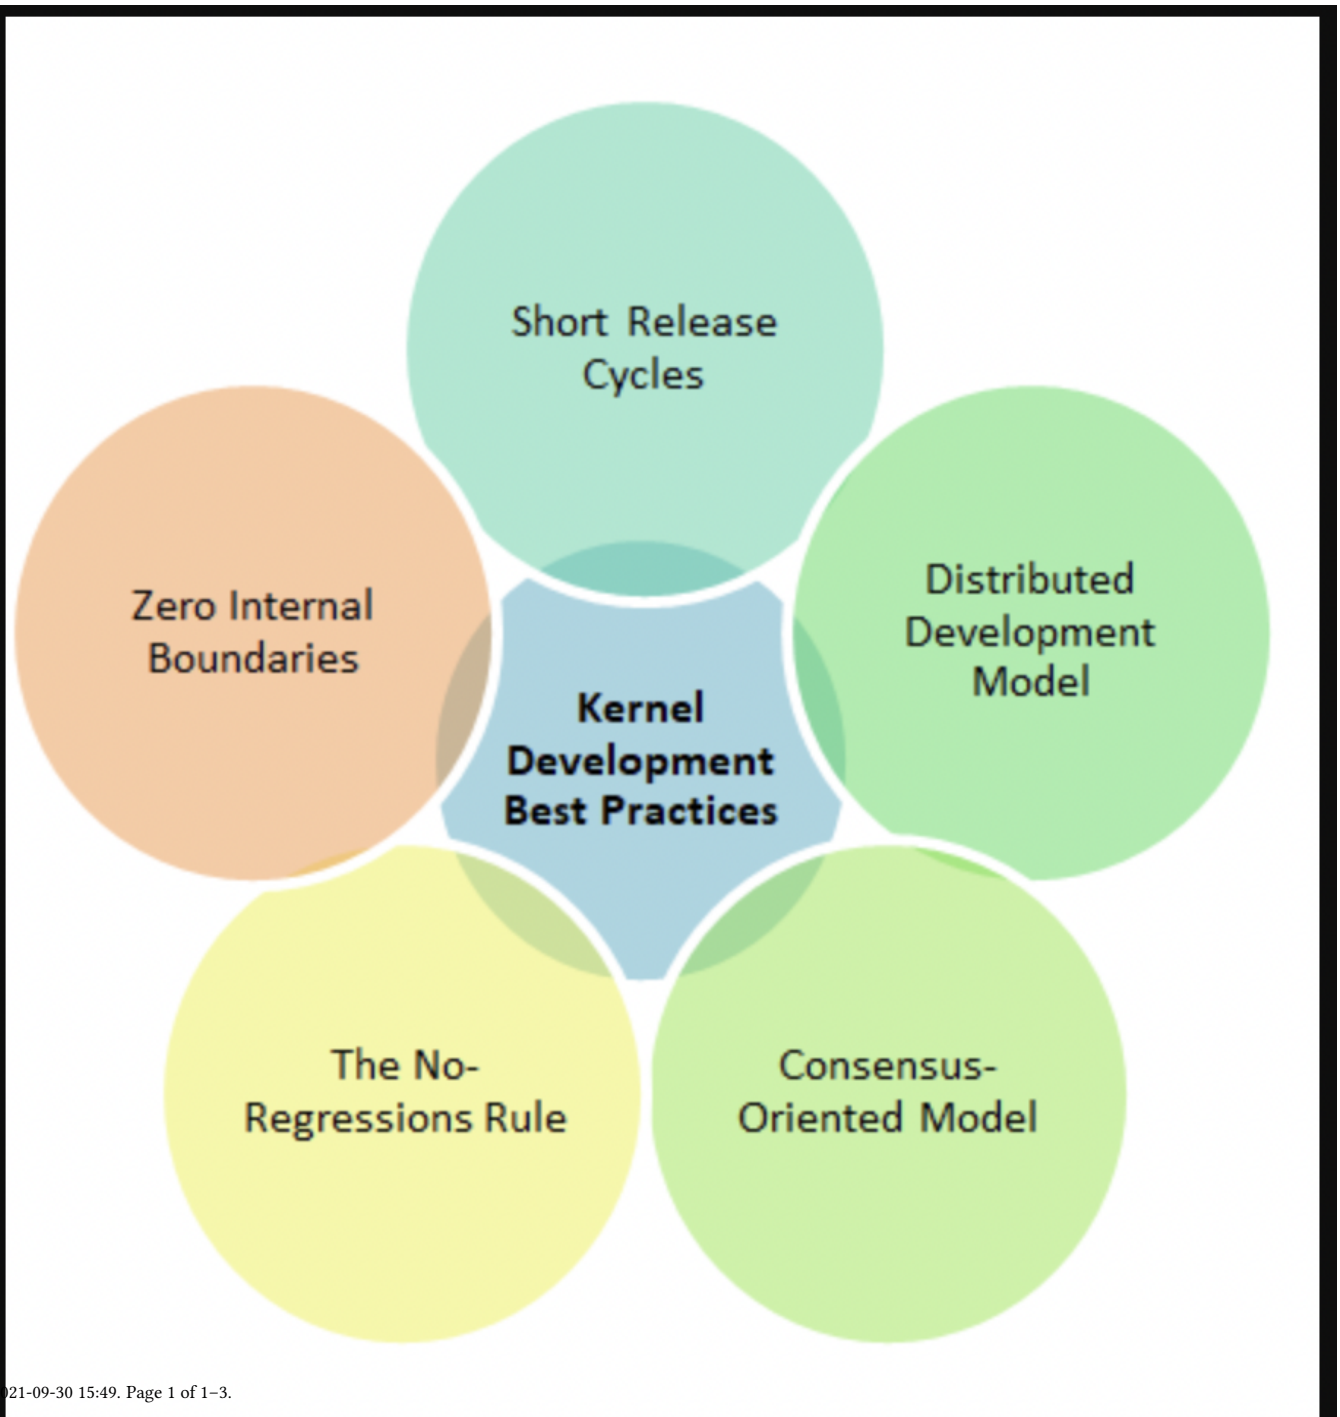 Short Release
Cycles
Zero Internal
Boundaries
Distributed
Development
Model
Kernel
Development
Best Practices
The No-
Regressions Rule
Consensus-
Oriented Model
21-09-30 15:49. Page 1 of 1–3.